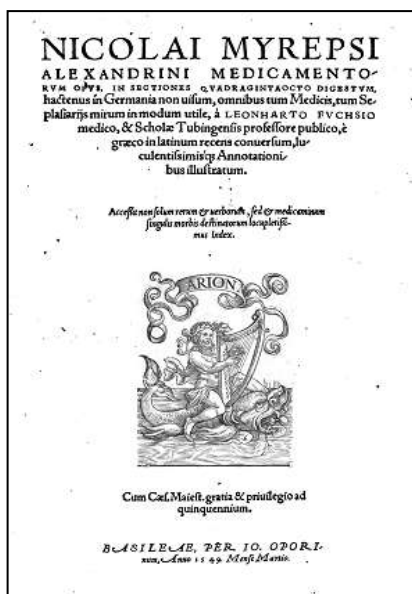 NICOLAI MYREPSI
ALEXANDRINI MEDICAMENTO-
RVM OPVS, IN SECTIONES QVADRAGINTAOCTO DIGESTVM,
hactenus in Germania non uisum, omnibus tum Medicis, tum Se-
plasiarijs mirum in modum utile, à LEONHARTO FVCHSIO
medico, & Scholæ Tubingensis professore publico, è
græco in latinum recens conuersum, lu-
culentissimisq; Annotationi-
bus illustratum.
Accessit non solum rerum & uerborum, sed & medicaminum
singulis morbis destinatorum locupletiss-
mus Index.
ARION
Cum Cæs. Maiest. gratia & priuilegio ad
quinquennium.
BASILEAE, PER IO. OPORI-
num, Anno 1549. Mense Martio.